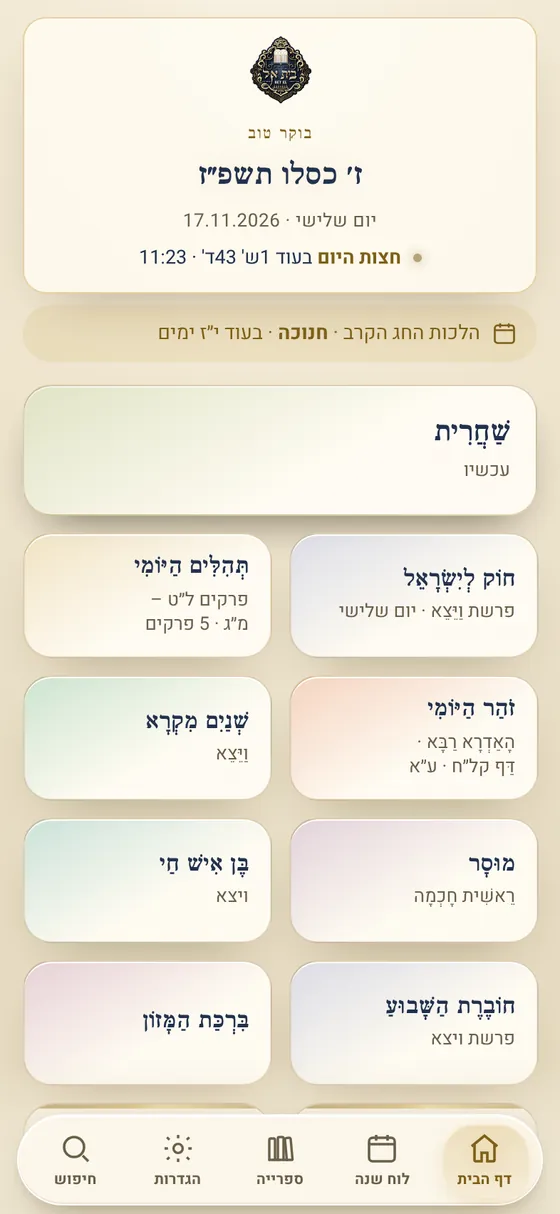 בית אל
בוקר טוב
ז׳ כסלו תשפ״ז
יום שלישי · 17.11.2026
חצות היום בעוד 1ש' 43ד' · 11:23
הלכות החג הקרב · חנוכה · בעוד י״ז ימים
שַׁחֲרִית
עכשיו
חוֹק לְיִשְׂרָאֵל
פרשת וַיֵּצֵא · יום שלישי
תְּהִלִּים הַיּוֹמִי
פרקים ל״ט –
מ״ג · 5 פרקים
זֹהַר הַיּוֹמִי
הָאִדְרָא רַבָּא ·
דַּף קל״ח · ע״א
שְׁנַיִם מִקְרָא
וַיֵּצֵא
מוּסָר
רֵאשִׁית חָכְמָה
בֶּן אִישׁ חַי
ויצא
חוֹבֶרֶת הַשָּׁבוּעַ
פרשת ויצא
בִּרְכַּת הַמָּזוֹן
דף הבית
לוח שנה
ספרייה
הגדרות
חיפוש